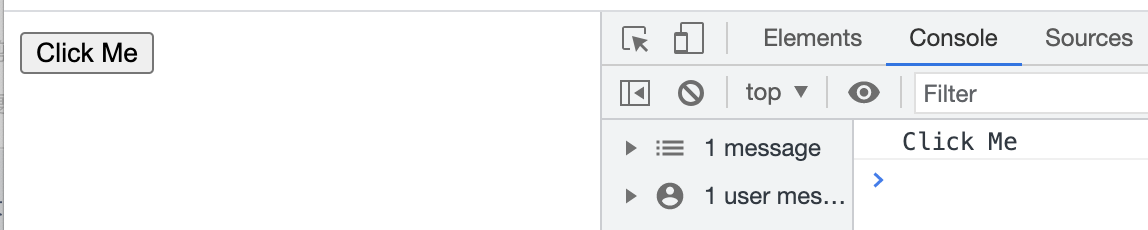 Click Me
Elements Console Sources
top Filter
1 message
1 user mes…
Click Me